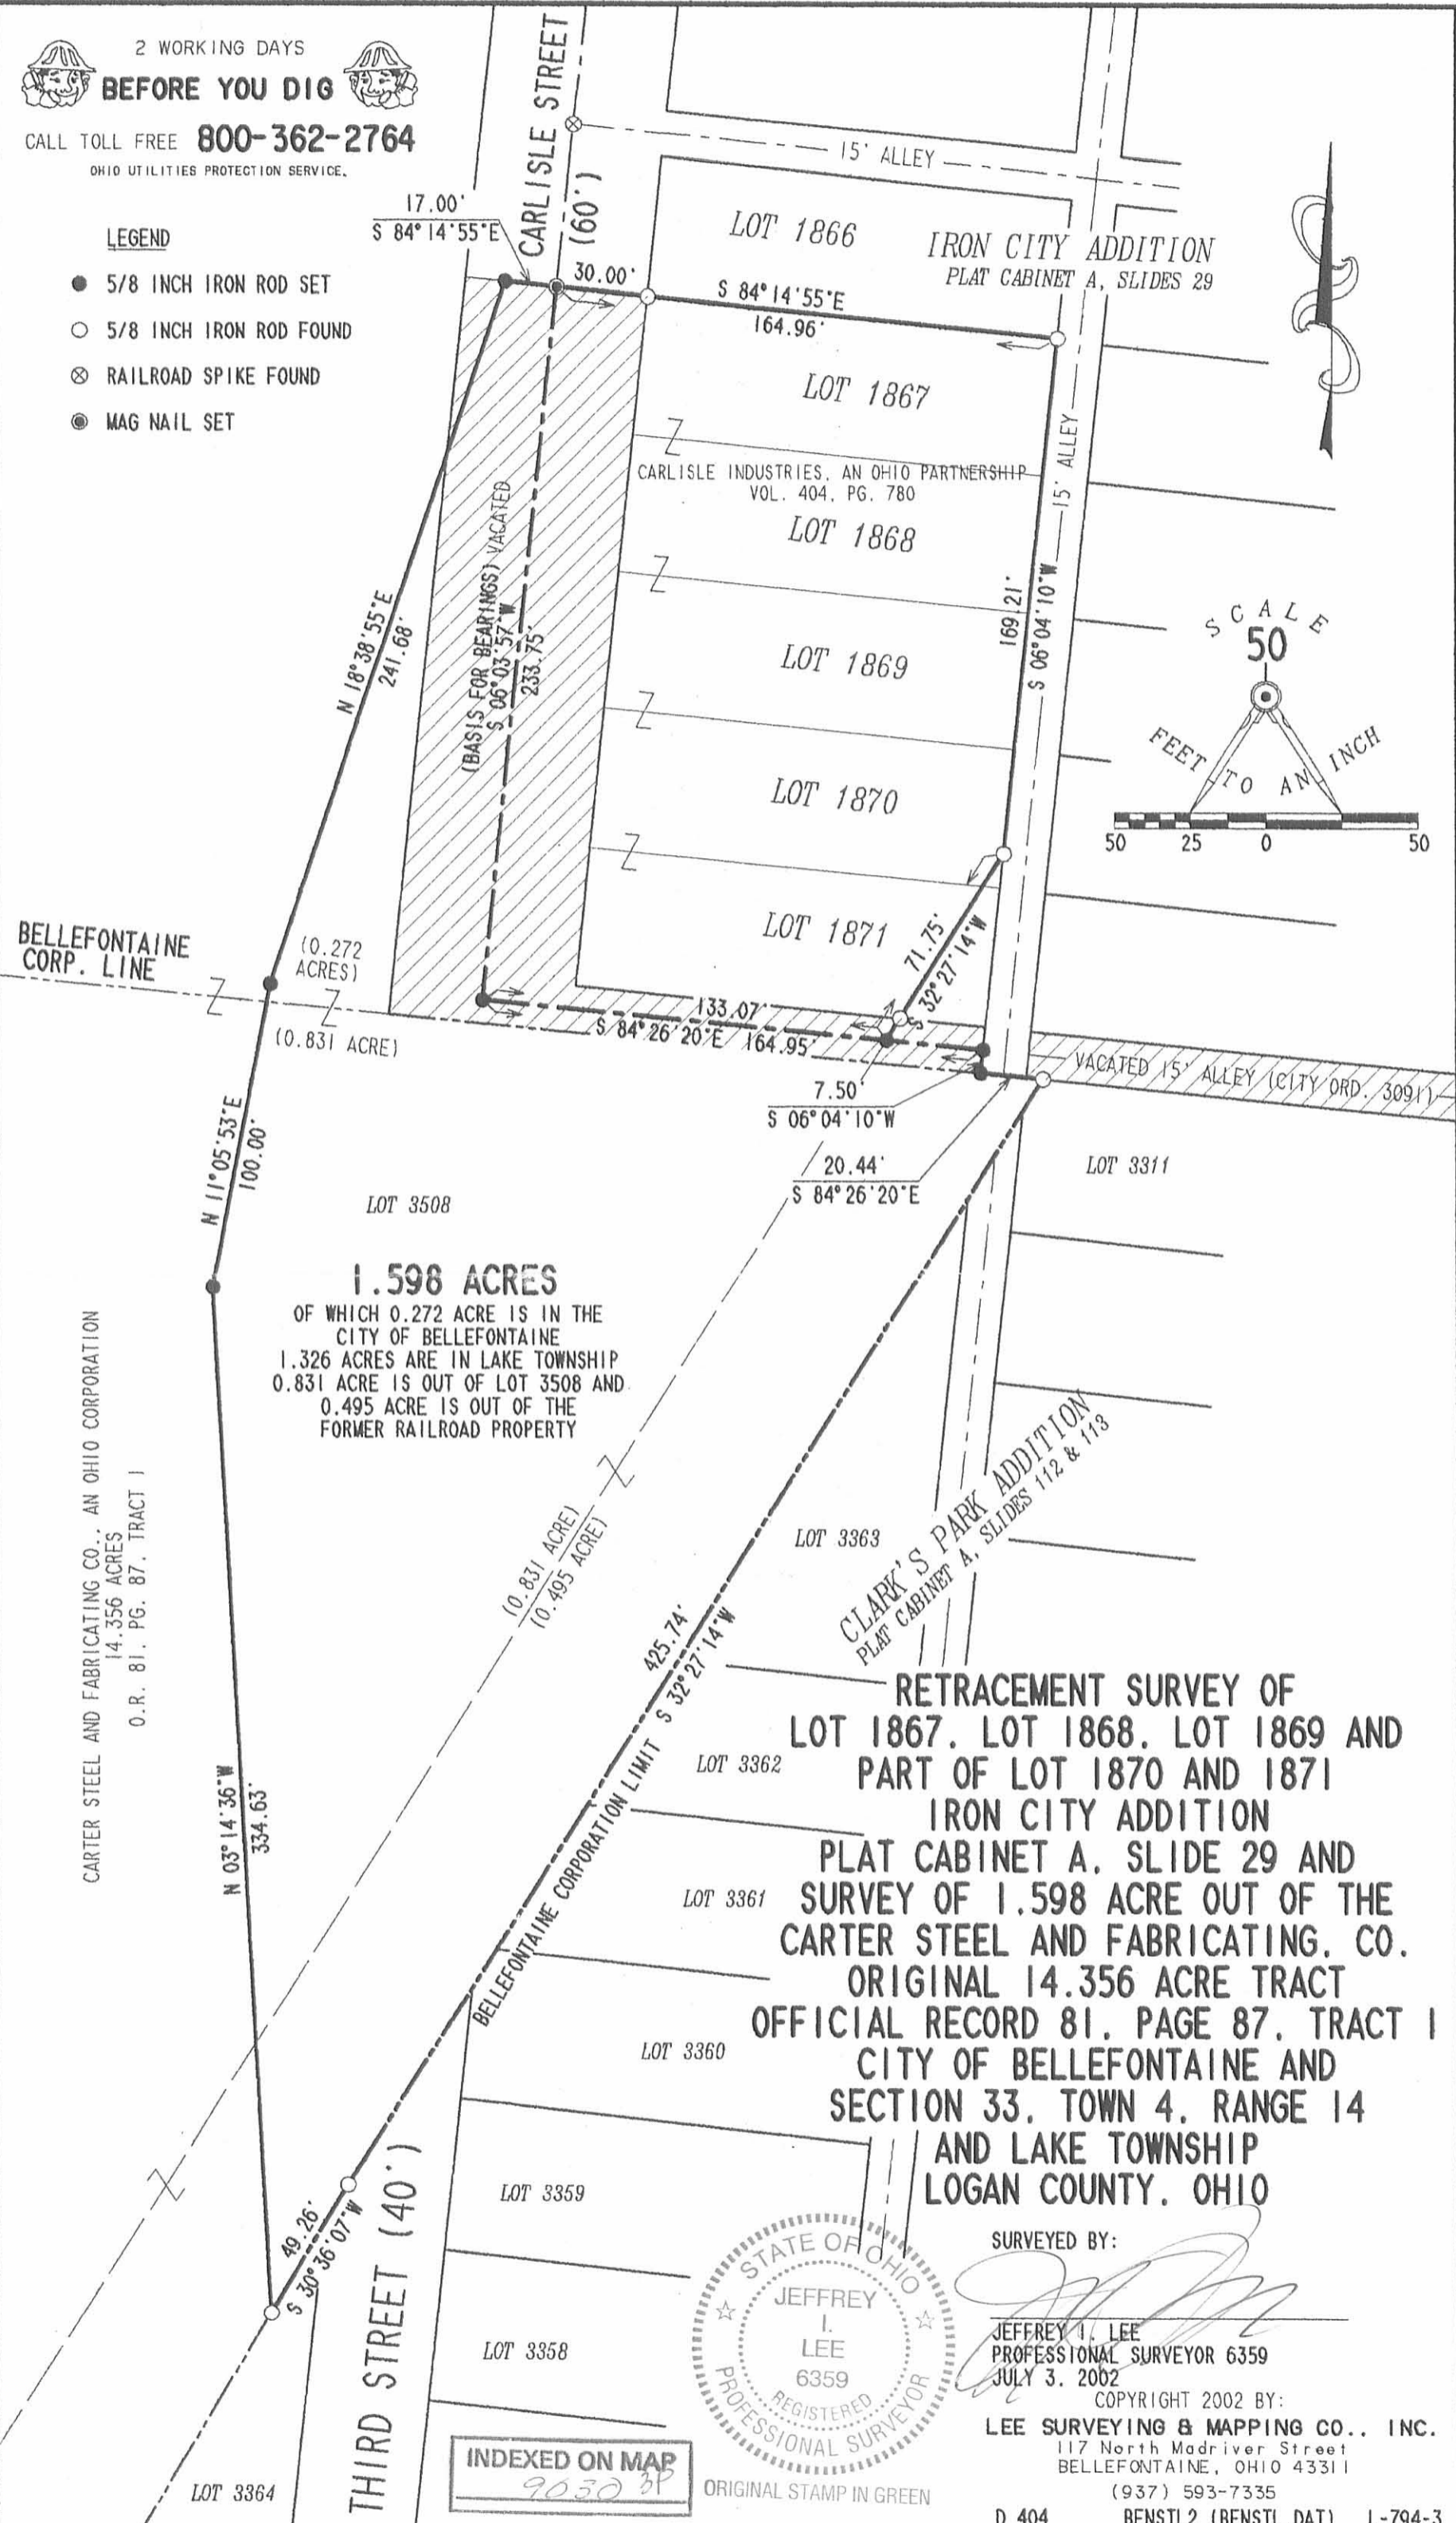 2 WORKING DAYS
BEFORE YOU DIG
CALL TOLL FREE 800-362-2764
OHIO UTILITIES PROTECTION SERVICE.
LEGEND
5/8 INCH IRON ROD SET
5/8 INCH IRON ROD FOUND
RAILROAD SPIKE FOUND
MAG NAIL SET
CARLISLE STREET
(60')
15' ALLEY
17.00'
S 84°14'55"E
30.00'
LOT 1866
IRON CITY ADDITION
PLAT CABINET A, SLIDES 29
S 84°14'55"E
164.96'
LOT 1867
CARLISLE INDUSTRIES, AN OHIO PARTNERSHIP
VOL. 404, PG. 780
LOT 1868
15' ALLEY
(BASIS FOR BEARINGS) VACATED
S 06°03'57"W
233.75'
N 18°38'55"E
241.68'
169.21'
S 06°04'10"W
LOT 1869
LOT 1870
LOT 1871
SCALE
50
FEET TO AN INCH
50 25 0 50
71.75'
S 32°27'14"W
BELLEFONTAINE
CORP. LINE
(0.272
ACRES)
(0.831 ACRE)
133.07'
S 84°26'20"E 164.95'
VACATED 15' ALLEY (CITY ORD. 3091)
7.50'
S 06°04'10"W
20.44'
S 84°26'20"E
LOT 3311
N 11°05'53"E
100.00'
LOT 3508
1.598 ACRES
OF WHICH 0.272 ACRE IS IN THE
CITY OF BELLEFONTAINE
1.326 ACRES ARE IN LAKE TOWNSHIP
0.831 ACRE IS OUT OF LOT 3508 AND
0.495 ACRE IS OUT OF THE
FORMER RAILROAD PROPERTY
CARTER STEEL AND FABRICATING CO., AN OHIO CORPORATION
14.356 ACRES
O.R. 81, PG. 87, TRACT 1
(0.831 ACRE)
(0.495 ACRE)
LOT 3363
CLARK'S PARK ADDITION
PLAT CABINET A, SLIDES 112 & 113
425.74'
S 32°27'14"W
BELLEFONTAINE CORPORATION LIMIT
N 03°14'36"W
334.63'
LOT 3362
LOT 3361
LOT 3360
LOT 3359
LOT 3358
LOT 3364
49.26'
S 30°36'07"W
THIRD STREET (40')
RETRACEMENT SURVEY OF
LOT 1867, LOT 1868, LOT 1869 AND
PART OF LOT 1870 AND 1871
IRON CITY ADDITION
PLAT CABINET A, SLIDE 29 AND
SURVEY OF 1.598 ACRE OUT OF THE
CARTER STEEL AND FABRICATING, CO.
ORIGINAL 14.356 ACRE TRACT
OFFICIAL RECORD 81, PAGE 87, TRACT 1
CITY OF BELLEFONTAINE AND
SECTION 33, TOWN 4, RANGE 14
AND LAKE TOWNSHIP
LOGAN COUNTY, OHIO
STATE OF OHIO
JEFFREY
I.
LEE
6359
REGISTERED
PROFESSIONAL SURVEYOR
ORIGINAL STAMP IN GREEN
INDEXED ON MAP
9030 3P
SURVEYED BY:
JEFFREY I. LEE
PROFESSIONAL SURVEYOR 6359
JULY 3, 2002
COPYRIGHT 2002 BY:
LEE SURVEYING & MAPPING CO., INC.
117 North Madriver Street
BELLEFONTAINE, OHIO 43311
(937) 593-7335
D 404 BENSTL2 (BENSTL.DAT) L-794-3